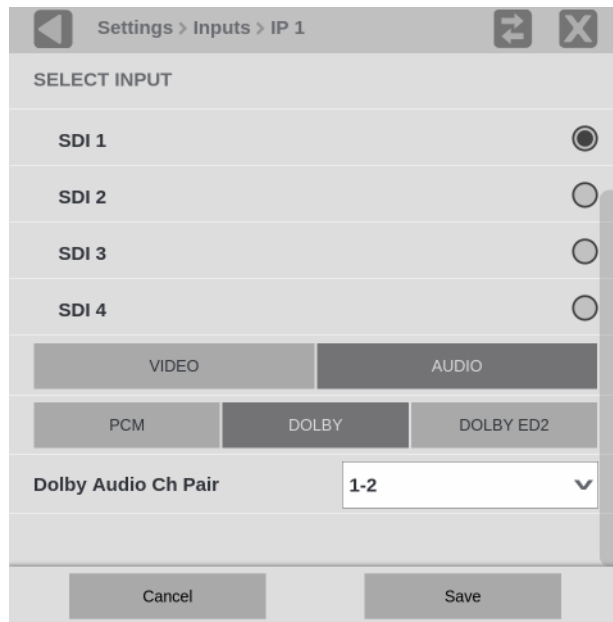 Settings > Inputs > IP 1
SELECT INPUT
SDI 1
SDI 2
SDI 3
SDI 4
VIDEO AUDIO
PCM DOLBY DOLBY ED2
Dolby Audio Ch Pair 1-2
Cancel Save